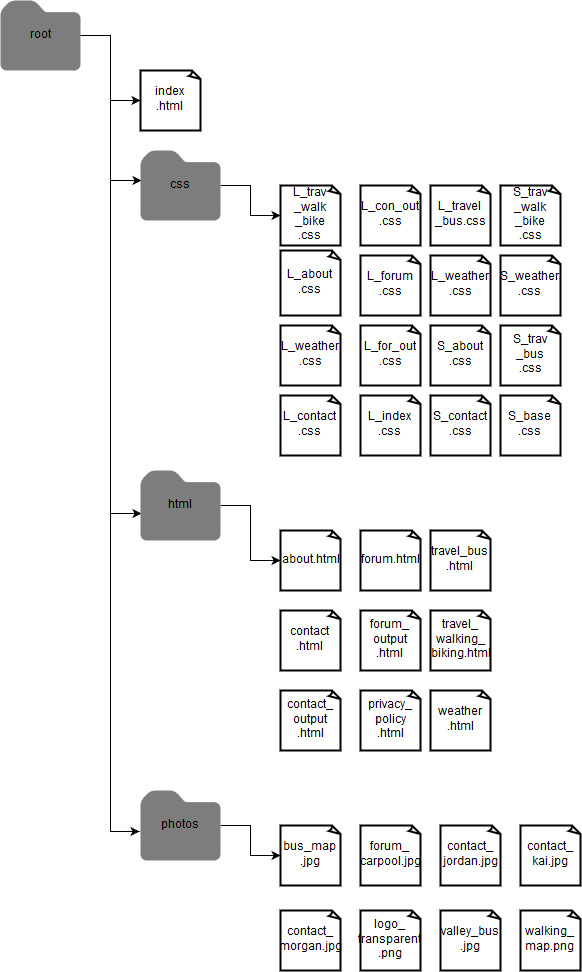 root
index
.html
css
L_trav
_walk
_bike
.css
L_con_out
.css
L_travel
_bus.css
S_trav
_walk
_bike
.css
L_about
.css
L_forum
.css
L_weather
.css
S_weather
.css
L_weather
.css
L_for_out
.css
S_about
.css
S_trav
_bus
.css
L_contact
.css
L_index
.css
S_contact
.css
S_base
.css
html
about.html
forum.html
travel_bus
.html
contact
.html
forum_
output
.html
travel_
walking_
biking.html
contact_
output
.html
privacy_
policy
.html
weather
.html
photos
bus_map
.jpg
forum_
carpool.jpg
contact_
jordan.jpg
contact_
kai.jpg
contact_
morgan.jpg
logo_
transparent
.png
valley_bus
.jpg
walking_
map.png